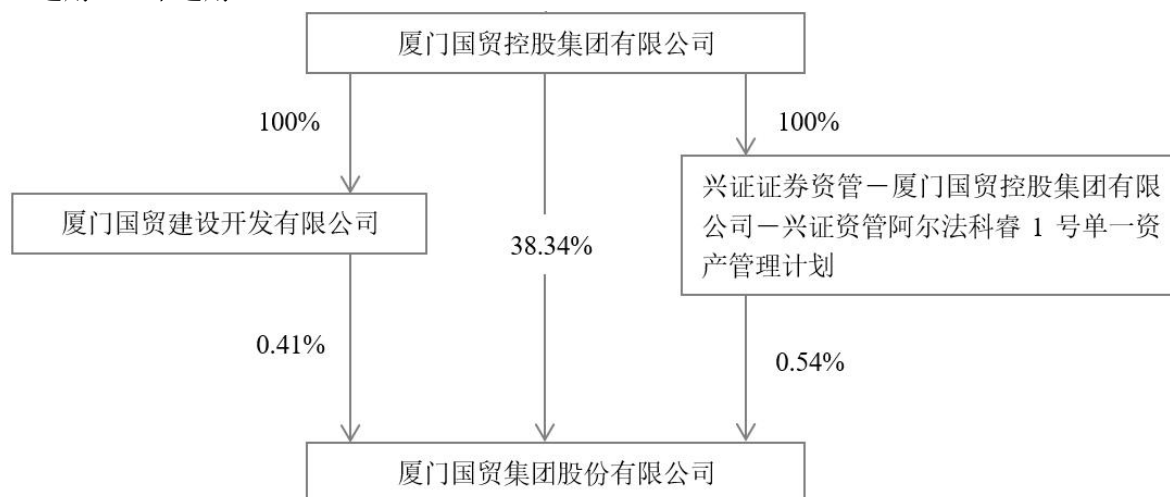 厦门国贸控股集团有限公司
100%
100%
厦门国贸建设开发有限公司
38.34%
兴证证券资管－厦门国贸控股集团有限
公司－兴证资管阿尔法科睿 1 号单一资
产管理计划
0.41%
0.54%
厦门国贸集团股份有限公司